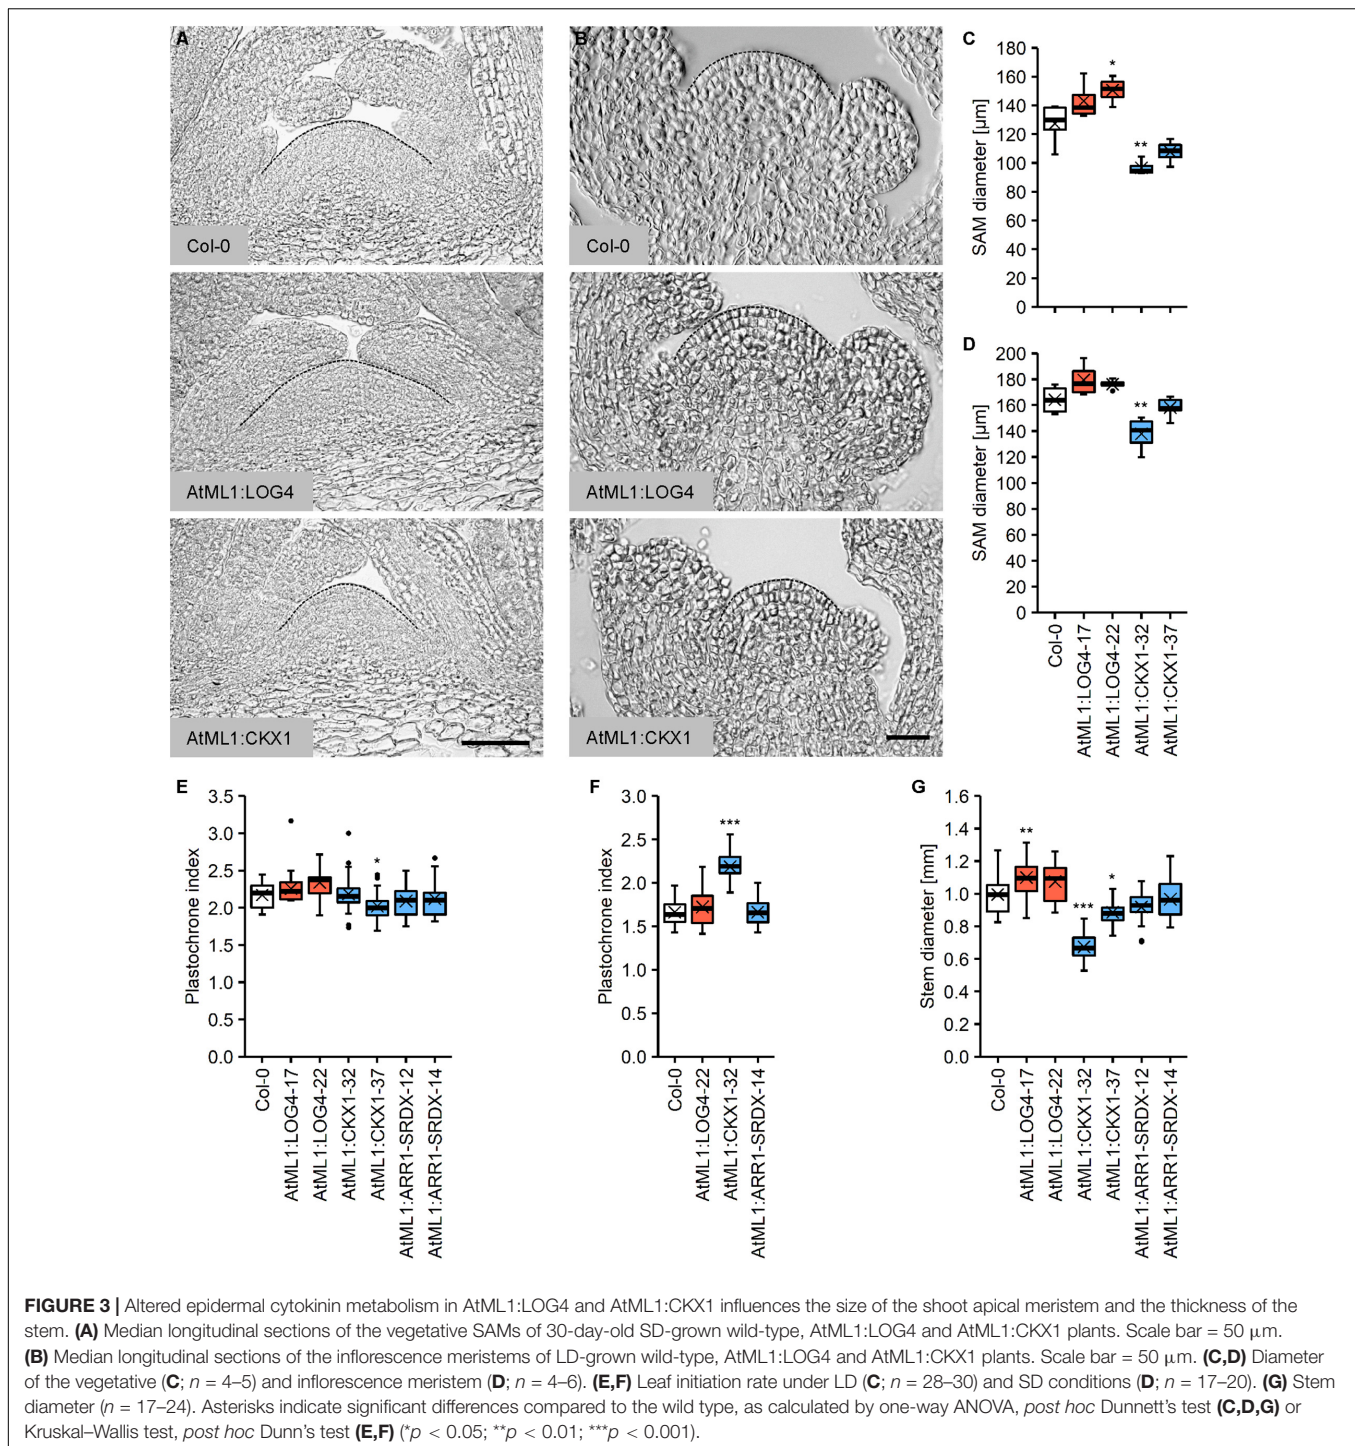 A
Col-0
AtML1:LOG4
AtML1:CKX1
B
Col-0
AtML1:LOG4
AtML1:CKX1
C
SAM diameter [μm]
180
160
140
120
100
80
60
40
20
0
*
**
D
SAM diameter [μm]
200
180
160
140
120
100
80
60
40
20
0
**
Col-0
AtML1:LOG4-17
AtML1:LOG4-22
AtML1:CKX1-32
AtML1:CKX1-37
E
Plastochrone index
3.5
3.0
2.5
2.0
1.5
1.0
0.5
0.0
*
Col-0
AtML1:LOG4-17
AtML1:LOG4-22
AtML1:CKX1-32
AtML1:CKX1-37
AtML1:ARR1-SRDX-12
AtML1:ARR1-SRDX-14
F
Plastochrone index
3.0
2.5
2.0
1.5
1.0
0.5
0.0
***
Col-0
AtML1:LOG4-22
AtML1:CKX1-32
AtML1:ARR1-SRDX-14
G
Stem diameter [mm]
1.6
1.4
1.2
1.0
0.8
0.6
0.4
0.2
0.0
**
***
*
Col-0
AtML1:LOG4-17
AtML1:LOG4-22
AtML1:CKX1-32
AtML1:CKX1-37
AtML1:ARR1-SRDX-12
AtML1:ARR1-SRDX-14
FIGURE 3 | Altered epidermal cytokinin metabolism in AtML1:LOG4 and AtML1:CKX1 influences the size of the shoot apical meristem and the thickness of the
stem. (A) Median longitudinal sections of the vegetative SAMs of 30-day-old SD-grown wild-type, AtML1:LOG4 and AtML1:CKX1 plants. Scale bar = 50 μm.
(B) Median longitudinal sections of the inflorescence meristems of LD-grown wild-type, AtML1:LOG4 and AtML1:CKX1 plants. Scale bar = 50 μm. (C,D) Diameter
of the vegetative (C; n = 4–5) and inflorescence meristem (D; n = 4–6). (E,F) Leaf initiation rate under LD (C; n = 28–30) and SD conditions (D; n = 17–20). (G) Stem
diameter (n = 17–24). Asterisks indicate significant differences compared to the wild type, as calculated by one-way ANOVA, post hoc Dunnett's test (C,D,G) or
Kruskal–Wallis test, post hoc Dunn's test (E,F) (*p < 0.05; **p < 0.01; ***p < 0.001).